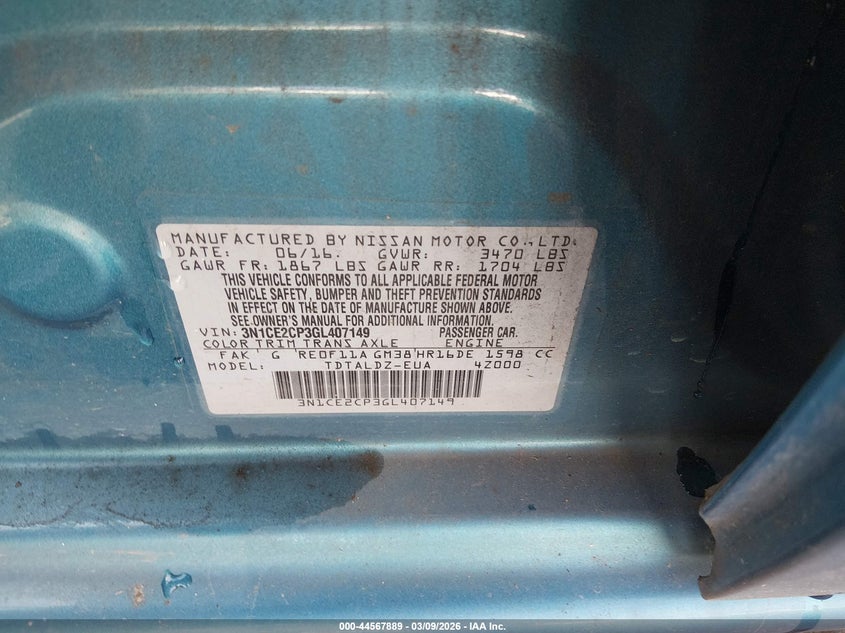 MANUFACTURED BY NISSAN MOTOR CO.,LTD.
DATE: 06/16. GVWR: 3470 LBS
GAWR FR: 1867 LBS GAWR RR: 1704 LBS
THIS VEHICLE CONFORMS TO ALL APPLICABLE FEDERAL MOTOR
VEHICLE SAFETY, BUMPER AND THEFT PREVENTION STANDARDS
IN EFFECT ON THE DATE OF MANUFACTURE SHOWN ABOVE.
SEE OWNER'S MANUAL FOR ADDITIONAL INFORMATION.
VIN: 3N1CE2CP3GL407149 PASSENGER CAR.
COLOR TRIM TRANS AXLE ENGINE
FAK G RE0F11A GM38 HR16DE 1598 CC
MODEL: TDTALDZ-EUA 4Z000
3N1CE2CP3GL407149
000-44567889 - 03/09/2026 - IAA Inc.